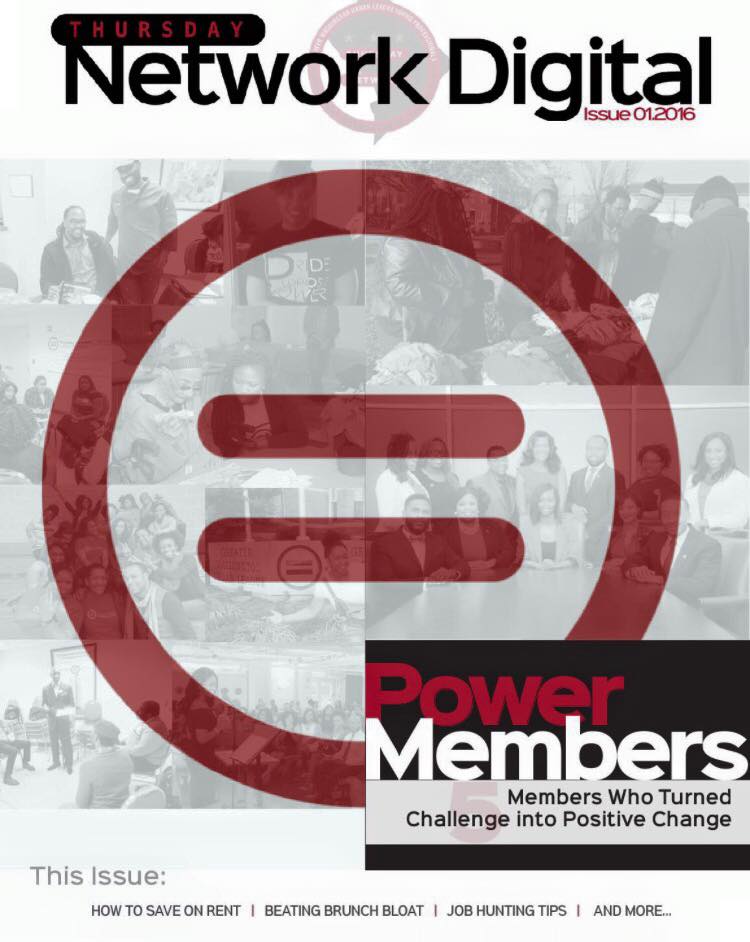 THURSDAY
Network Digital
Issue 01.2016
PRIDE
Power
Members
5
Members Who Turned
Challenge into Positive Change
This Issue:
HOW TO SAVE ON RENT | BEATING BRUNCH BLOAT | JOB HUNTING TIPS | AND MORE...